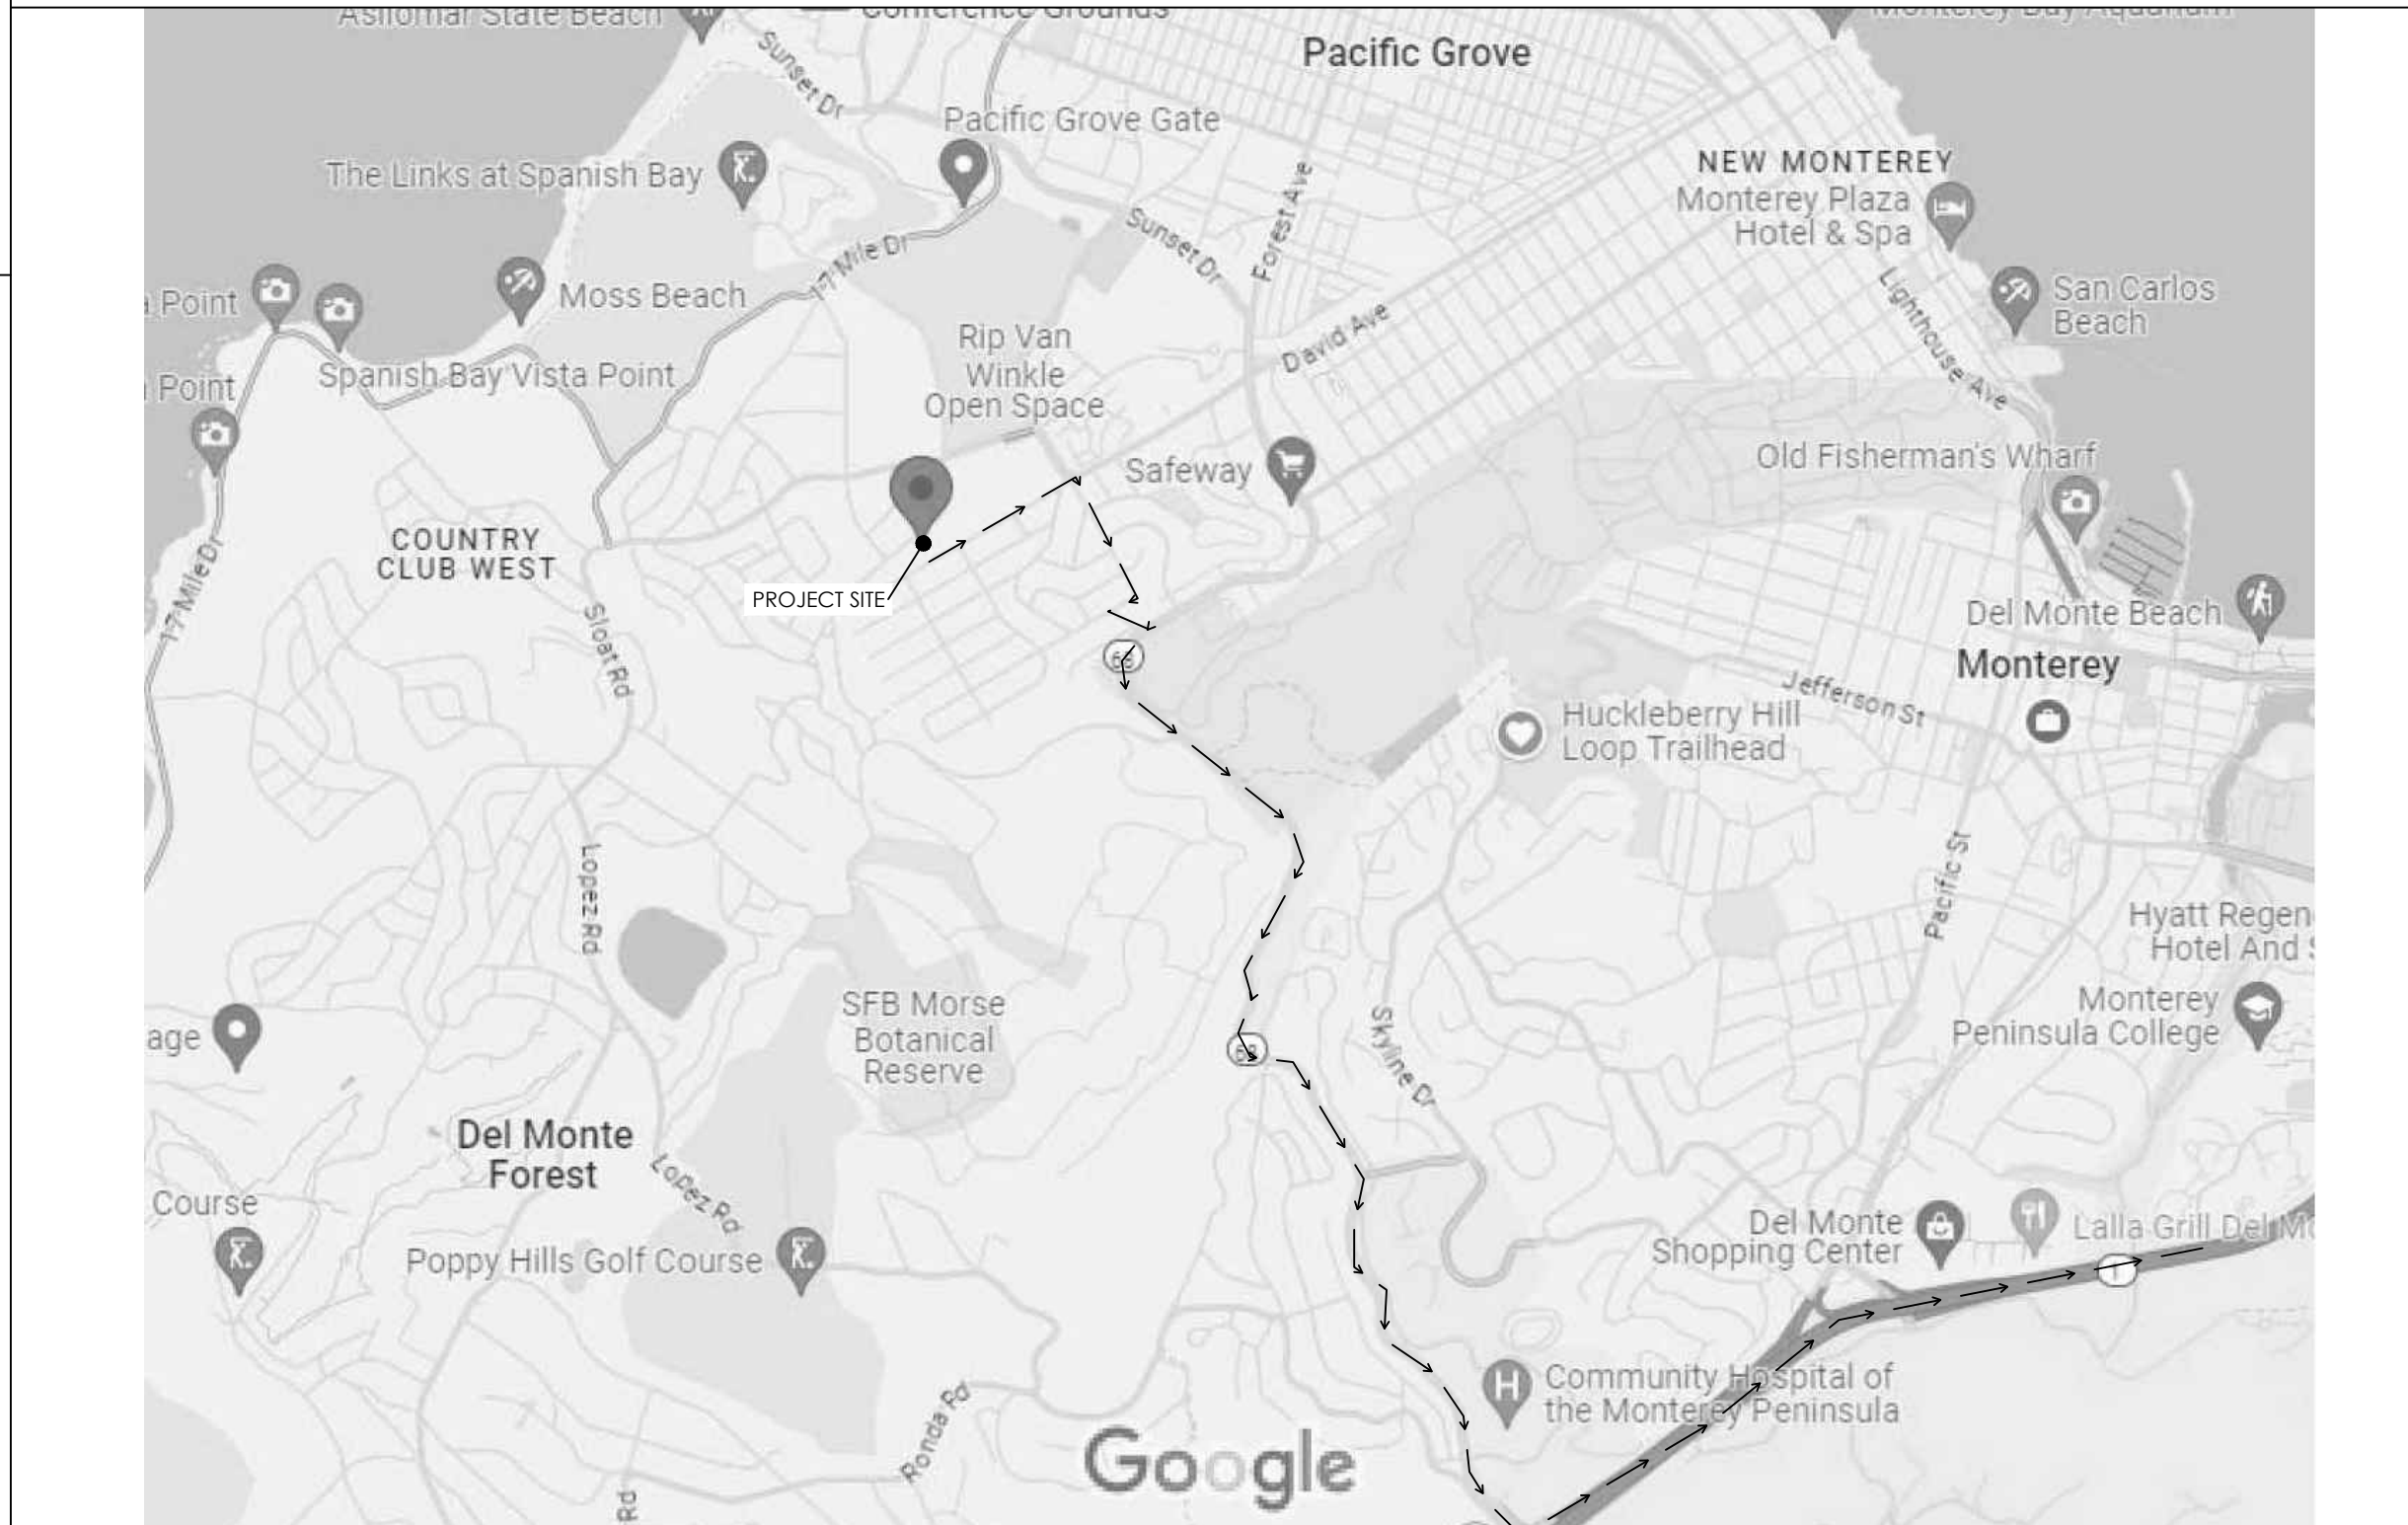 Asilomar State Beach
Conference Grounds
Monterey Bay Aquarium
Pacific Grove
Sunset Dr
Pacific Grove Gate
The Links at Spanish Bay
NEW MONTEREY
Monterey Plaza
Hotel & Spa
Forest Ave
Sunset Dr
17 Mile Dr
Moss Beach
a Point
San Carlos
Beach
Lighthouse Ave
David Ave
Rip Van
Winkle
Open Space
Spanish Bay Vista Point
Point
Safeway
Old Fisherman's Wharf
COUNTRY
CLUB WEST
17 Mile Dr
PROJECT SITE
Sloat Rd
Del Monte Beach
68
Monterey
Jefferson St
Huckleberry Hill
Loop Trailhead
Lopez Rd
Pacific St
Hyatt Regen
Hotel And S
SFB Morse
Botanical
Reserve
Monterey
Peninsula College
age
68
Skyline Dr
Del Monte
Forest
Lopez Rd
Course
Poppy Hills Golf Course
Del Monte
Shopping Center
Lalla Grill Del Mo
1
Community Hospital of
the Monterey Peninsula
Ronda Rd
Google
Rd